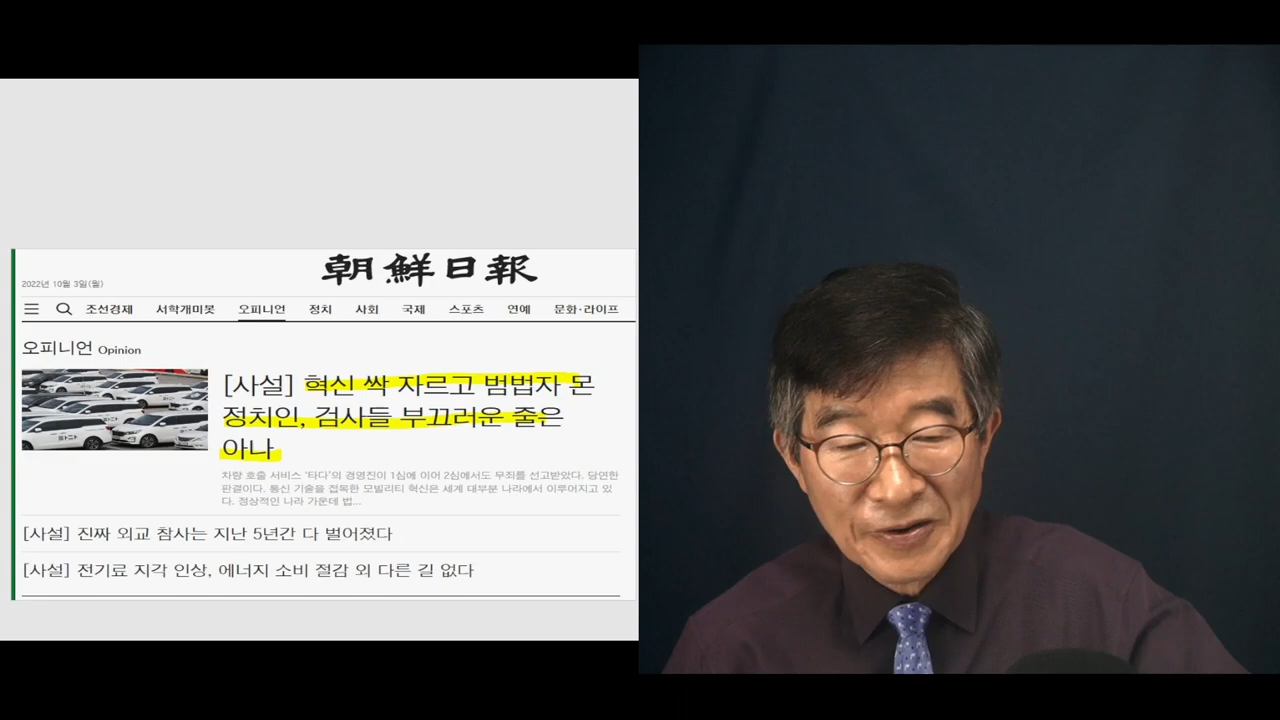 朝鮮日報
2022년 10월 3일(월)
조선경제 서학개미봇 오피니언 정치 사회 국제 스포츠 연예 문화·라이프
오피니언 Opinion
[사설] 혁신 싹 자르고 범법자 몬
정치인, 검사들 부끄러운 줄은
아나
차량 호출 서비스 '타다'의 경영진이 1심에 이어 2심에서도 무죄를 선고받았다. 당연한
판결이다. 통신 기술을 접목한 모빌리티 혁신은 세계 대부분 나라에서 이루어지고 있
다. 정상적인 나라 가운데 법...
[사설] 진짜 외교 참사는 지난 5년간 다 벌어졌다
[사설] 전기료 지각 인상, 에너지 소비 절감 외 다른 길 없다